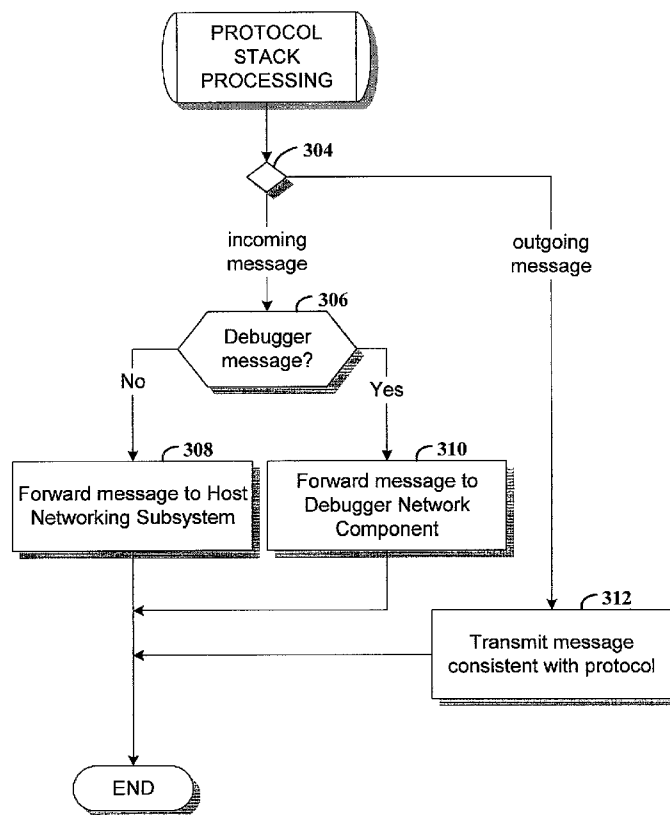 PROTOCOL
STACK
PROCESSING
304
incoming
message
outgoing
message
306
Debugger
message?
No
Yes
308
Forward message to Host
Networking Subsystem
310
Forward message to
Debugger Network
Component
312
Transmit message
consistent with protocol
END